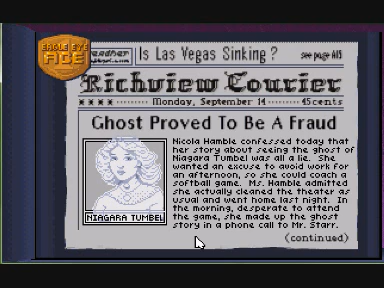 EAGLE EYE
ACE
Is Las Vegas Sinking?
see page A15
Richview Courier
Monday, September 14
45cents
Ghost Proved To Be A Fraud
Nicola Hamble confessed today that
her story about seeing the ghost of
Niagara Tumbel was all a lie. She
wanted an excuse to avoid work for
an afternoon, so she could coach a
softball game. Ms. Hamble admitted
she actually cleaned the theater as
usual and went home last night. In
the morning, desperate to attend
the game, she made up the ghost
story in a phone call to Mr. Starr.
NIAGARA TUMBEL
(continued)